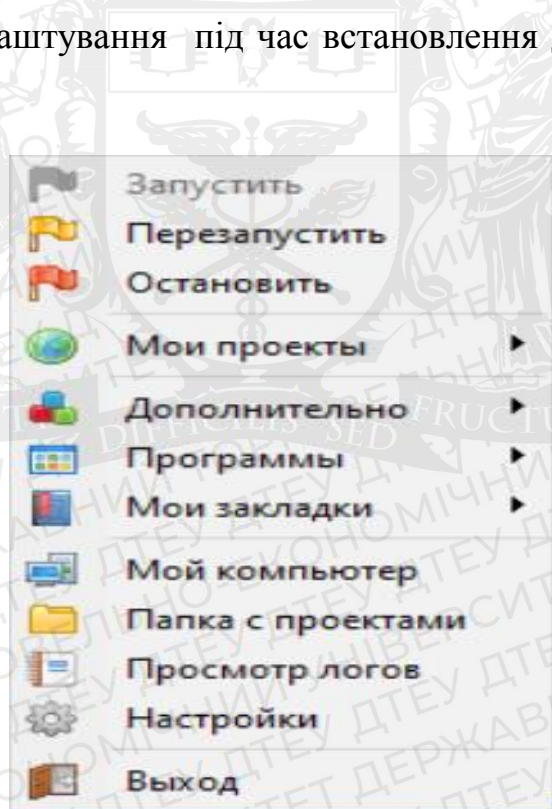 аштування під час встановлення
Запустить
Перезапустить
Остановить
Мои проекты
Дополнительно
Программы
Мои закладки
Мой компьютер
Папка с проектами
Просмотр логов
Настройки
Выход